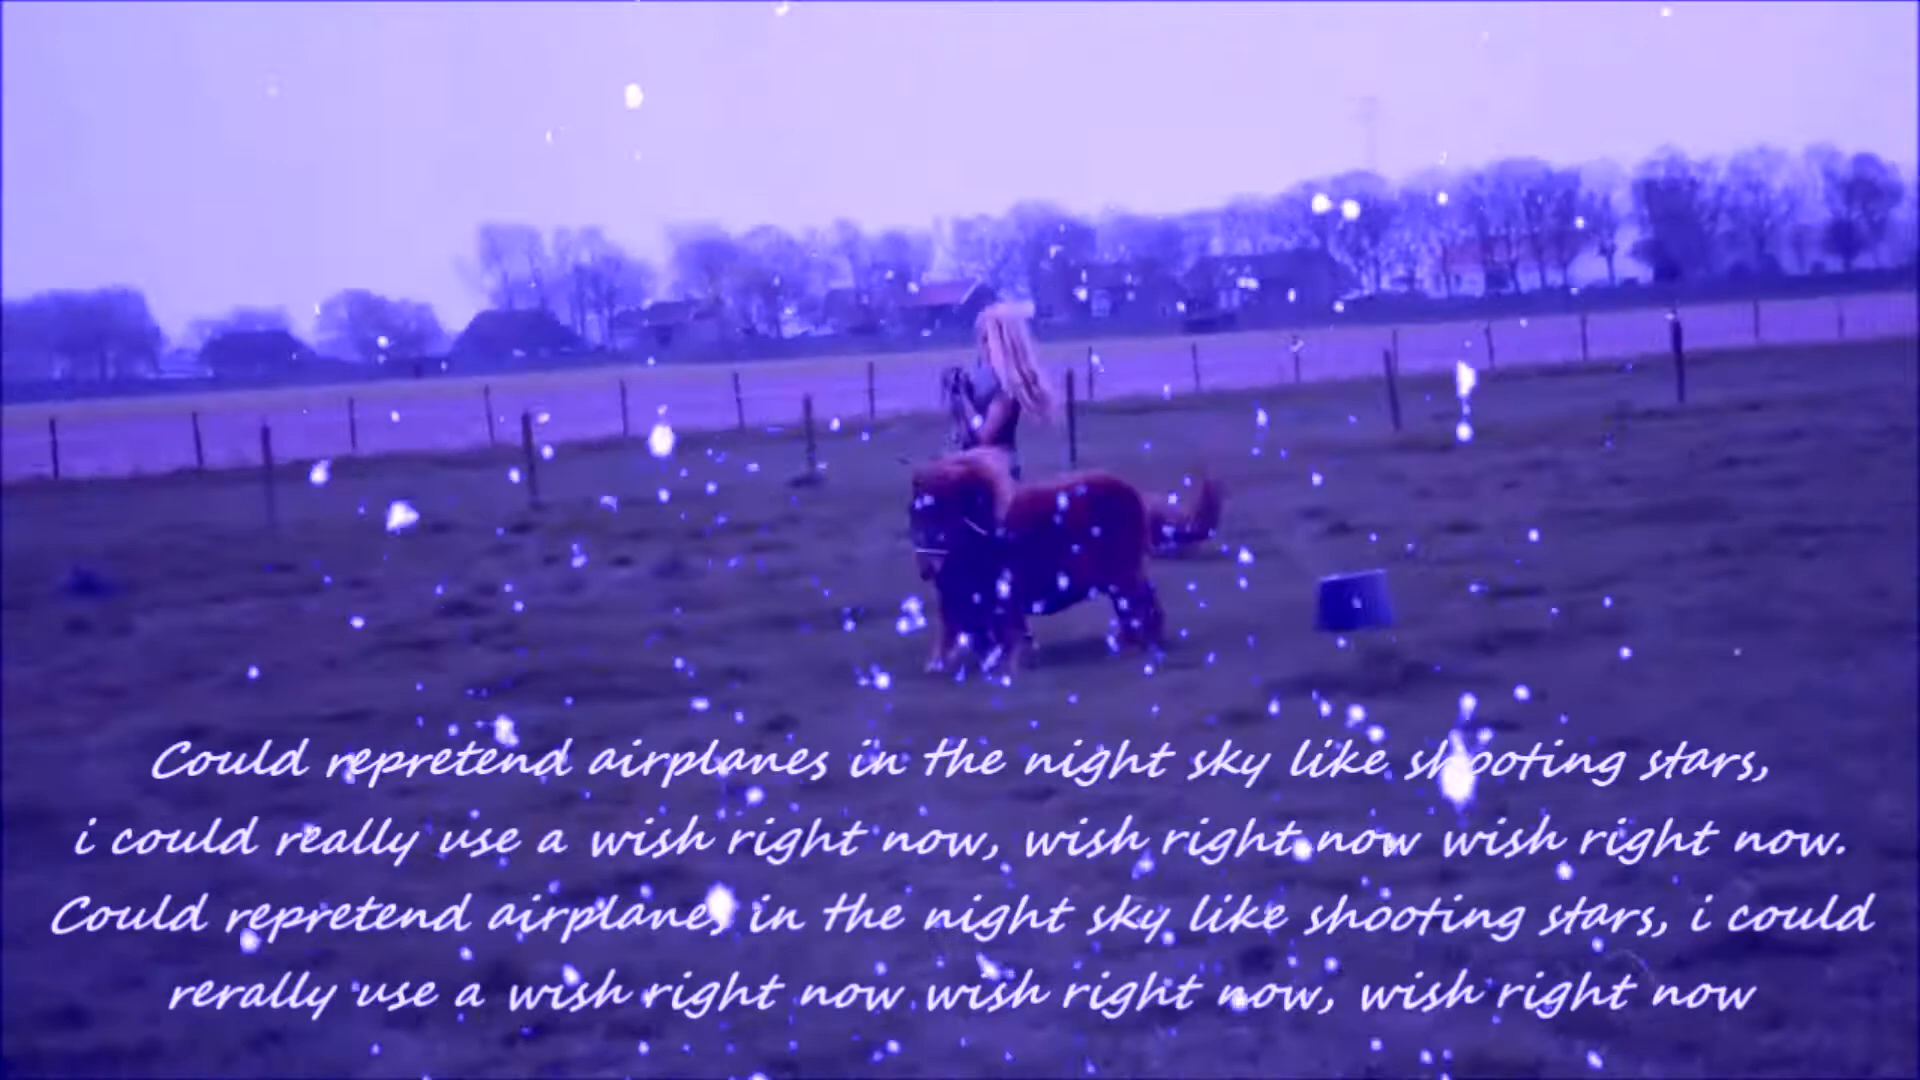 Could repretend airplanes in the night sky like shooting stars,
i could really use a wish right now, wish right now wish right now.
Could repretend airplanes in the night sky like shooting stars, i could
rerally use a wish right now wish right now, wish right now